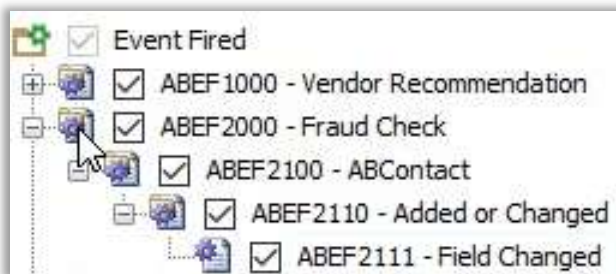 Event Fired
ABEF1000 - Vendor Recommendation
ABEF2000 - Fraud Check
ABEF2100 - ABContact
ABEF2110 - Added or Changed
ABEF2111 - Field Changed